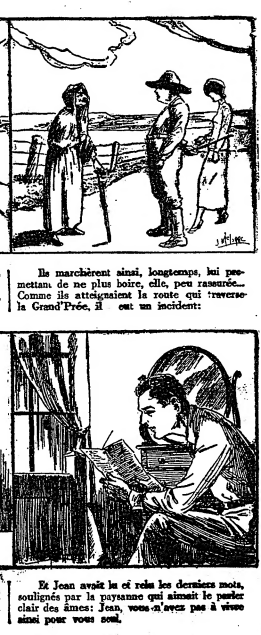 Ils marchèrent ainsi, longtemps, lui pro-
mettant de ne plus boire, elle, peu rassurée...
Comme ils atteignaient la route qui traverse
la Grand'Prée, il eut un incident:
Et Jean avait lu et relu les derniers mots,
soulignés par la paysanne qui aimait le parler
clair des âmes: Jean, vous n'avez pas à vivre
ainsi pour vous seul.